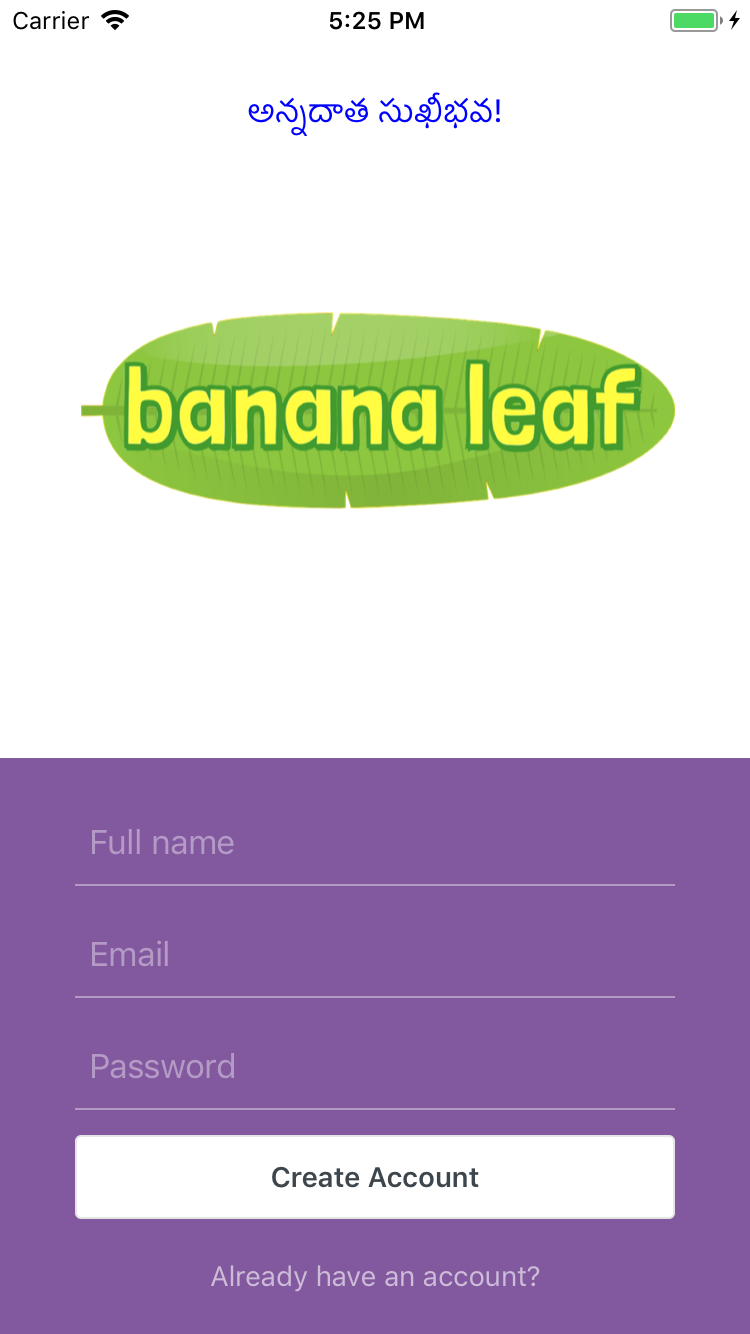 Carrier 5:25 PM
అన్నదాత సుఖీభవ!
banana leaf
Full name
Email
Password
Create Account
Already have an account?